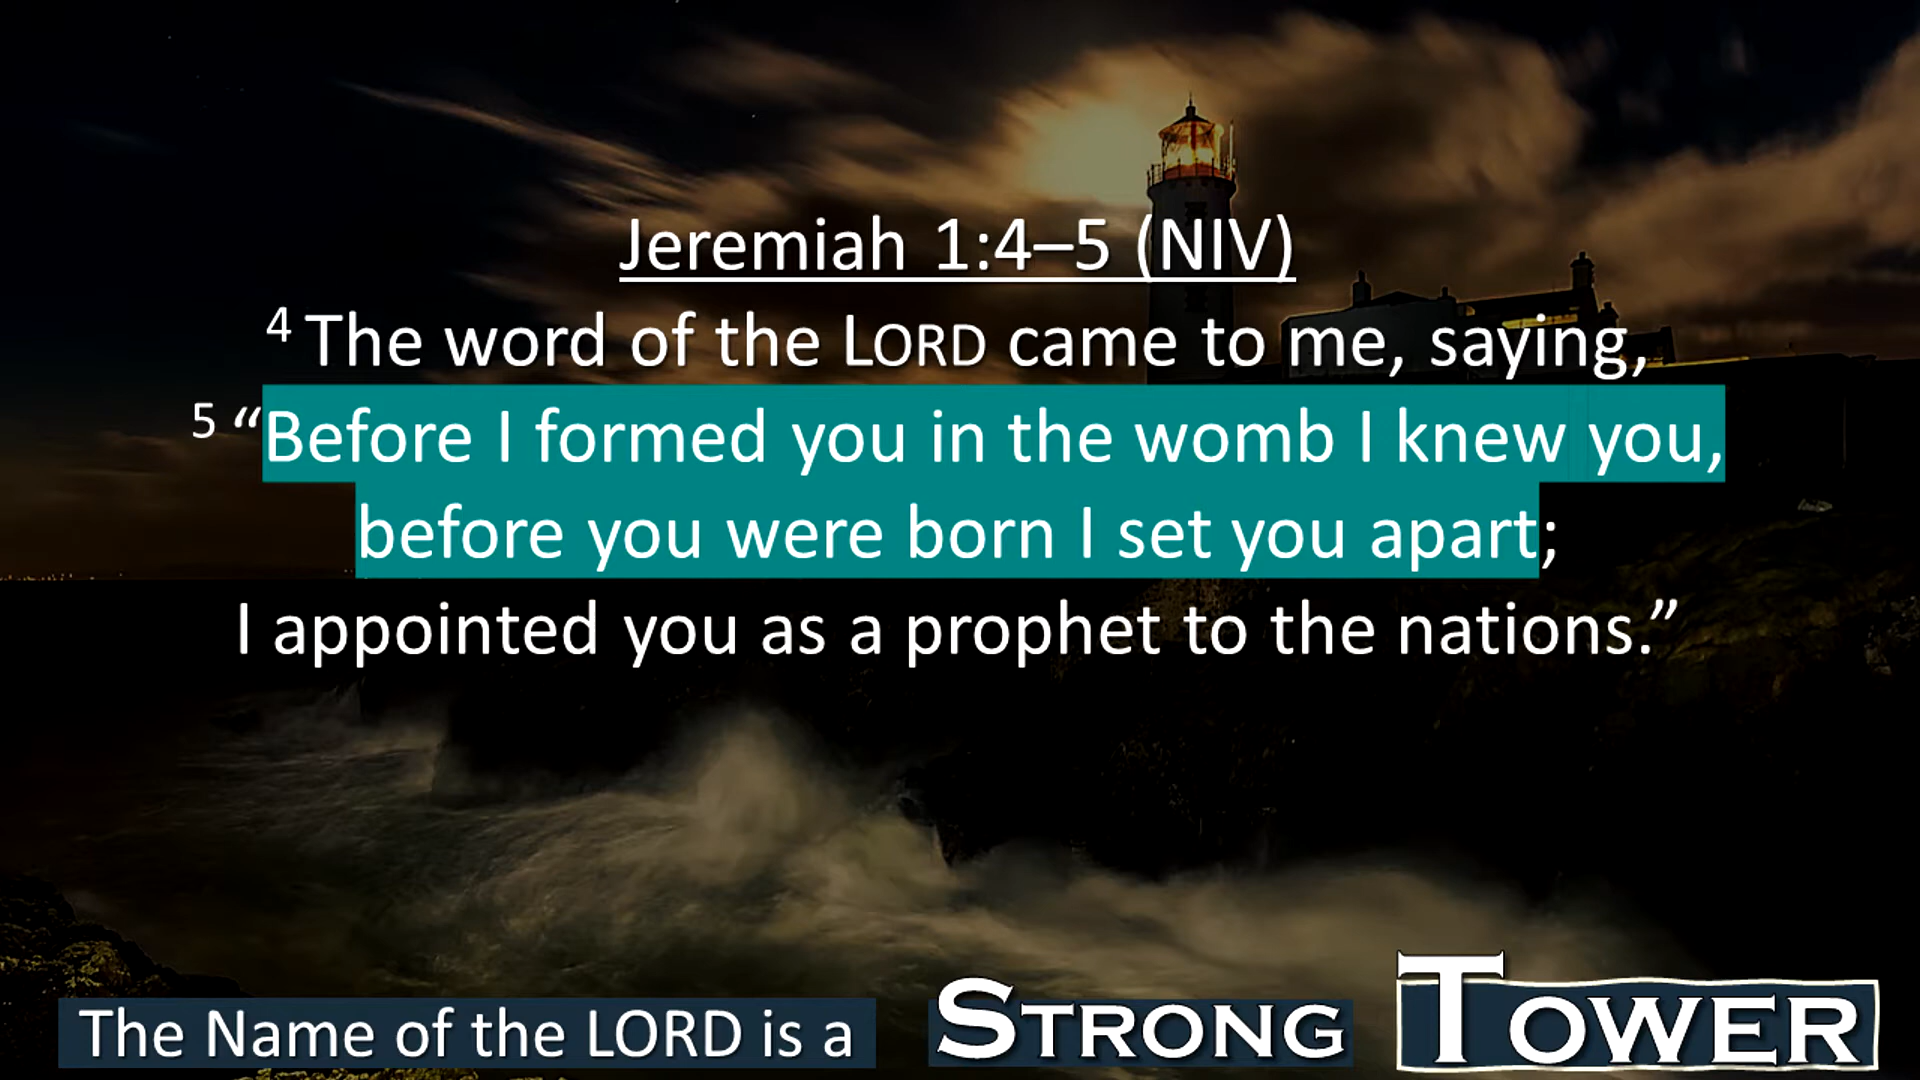 Jeremiah 1:4–5 (NIV)
4 The word of the LORD came to me, saying,
5 “Before I formed you in the womb I knew you,
before you were born I set you apart;
I appointed you as a prophet to the nations.”
The Name of the LORD is a STRONG TOWER